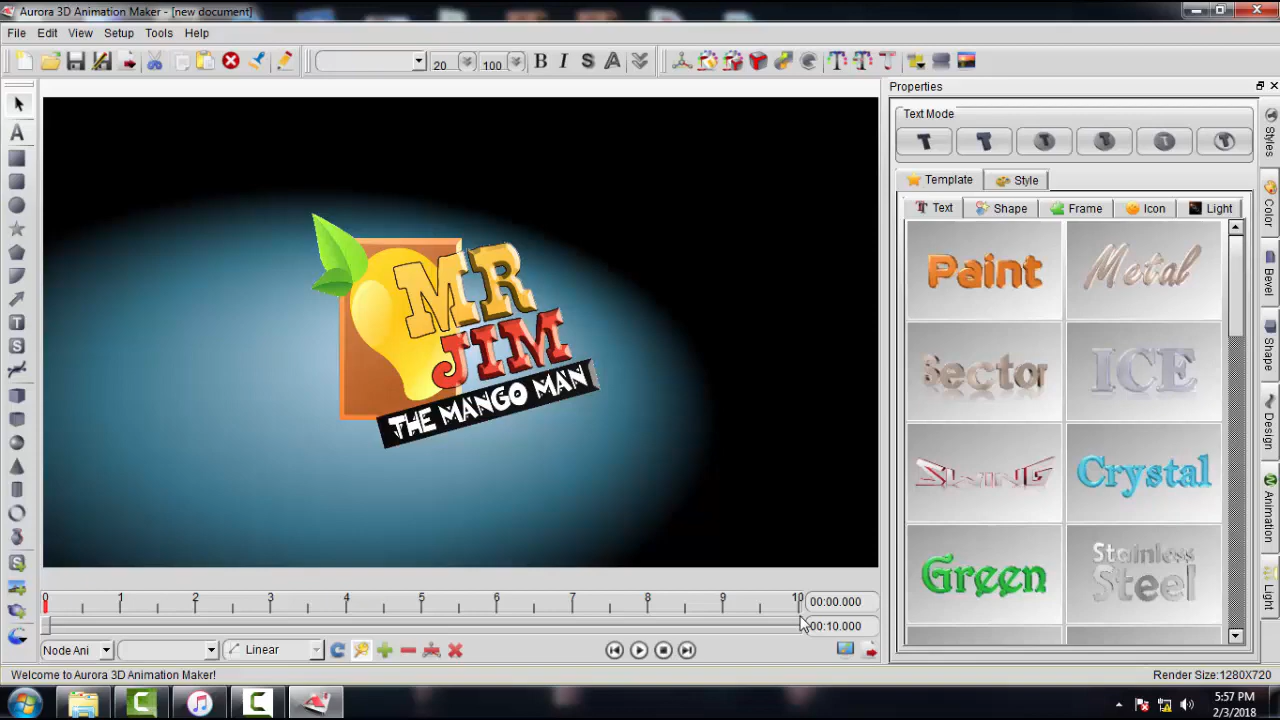 Aurora 3D Animation Maker - [new document]
File Edit View Setup Tools Help
20 100 B I S A
Properties
Text Mode
Template Style
Text Shape Frame Icon Light
Paint Metal
Sector ICE
SWING Crystal
Green Stainless Steel
Styles
Color
Bevel
Shape
Design
Animation
Light
MR
JIM
THE MANGO MAN
0 1 2 3 4 5 6 7 8 9 10 00:00.000
00:10.000
Node Ani Linear
Welcome to Aurora 3D Animation Maker! Render Size:1280X720
5:57 PM
2/3/2018